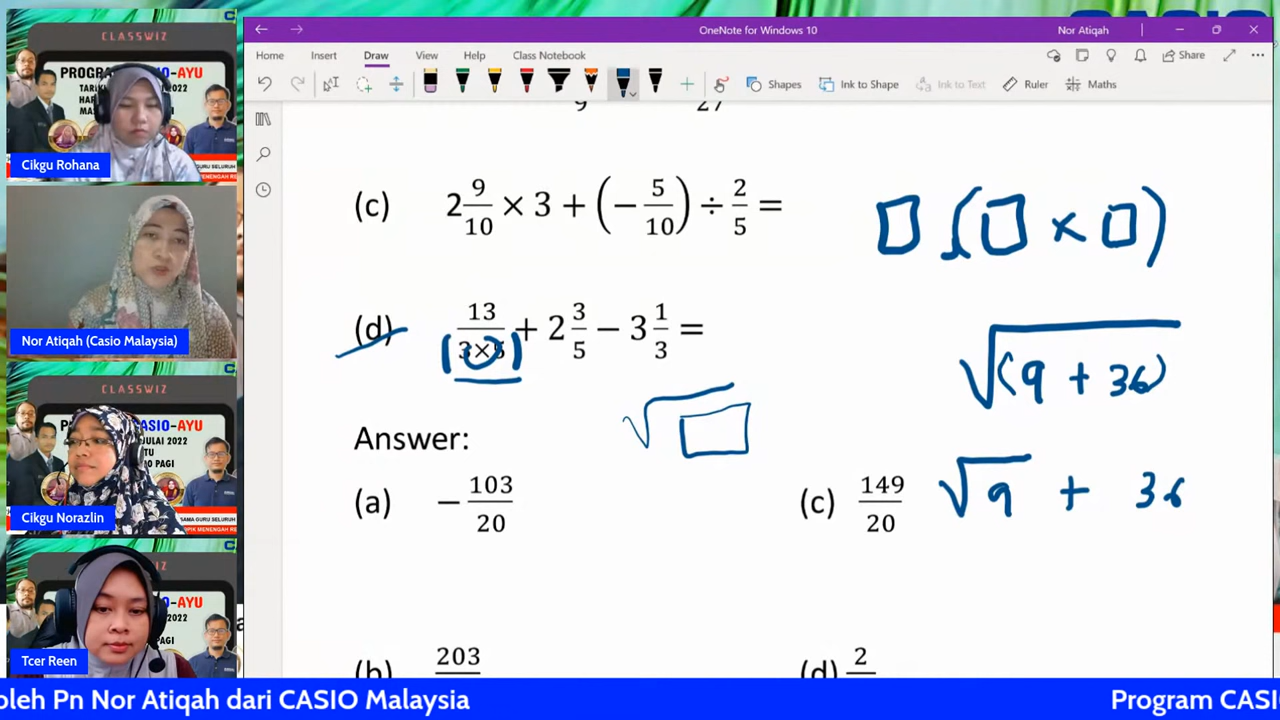 CLASSWIZ
Cikgu Rohana
Nor Atiqah (Casio Malaysia)
CLASSWIZ
Cikgu Norazlin
Tcer Reen
OneNote for Windows 10
Nor Atiqah
Home Insert Draw View Help Class Notebook
Share
Shapes Ink to Shape Ink to Text Ruler Maths
9 27
(c) 2 9/10 × 3 + (− 5/10) ÷ 2/5 =
□ (□ × □)
(d) 13/(3×5) + 2 3/5 − 3 1/3 =
√(9 + 36)
√□
Answer:
(a) − 103/20
(c) 149/20
√9 + 36
(b) 203
(d) 2
oleh Pn Nor Atiqah dari CASIO Malaysia
Program CASI